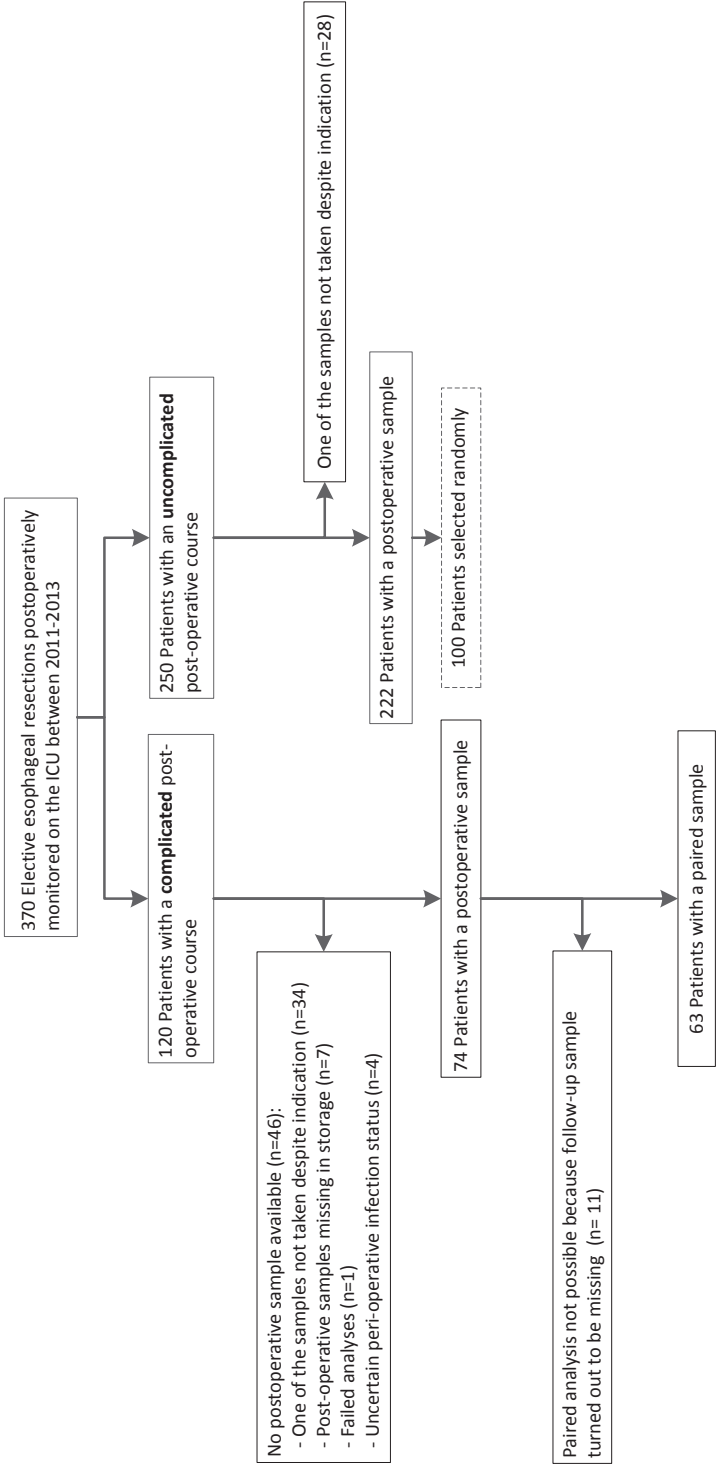 370 Elective esophageal resections postoperatively
monitored on the ICU between 2011-2013
120 Patients with a complicated post-
operative course
250 Patients with an uncomplicated
post-operative course
No postoperative sample available (n=46):
- One of the samples not taken despite indication (n=34)
- Post-operative samples missing in storage (n=7)
- Failed analyses (n=1)
- Uncertain peri-operative infection status (n=4)
One of the samples not taken despite indication (n=28)
74 Patients with a postoperative sample
222 Patients with a postoperative sample
100 Patients selected randomly
Paired analysis not possible because follow-up sample
turned out to be missing (n= 11)
63 Patients with a paired sample